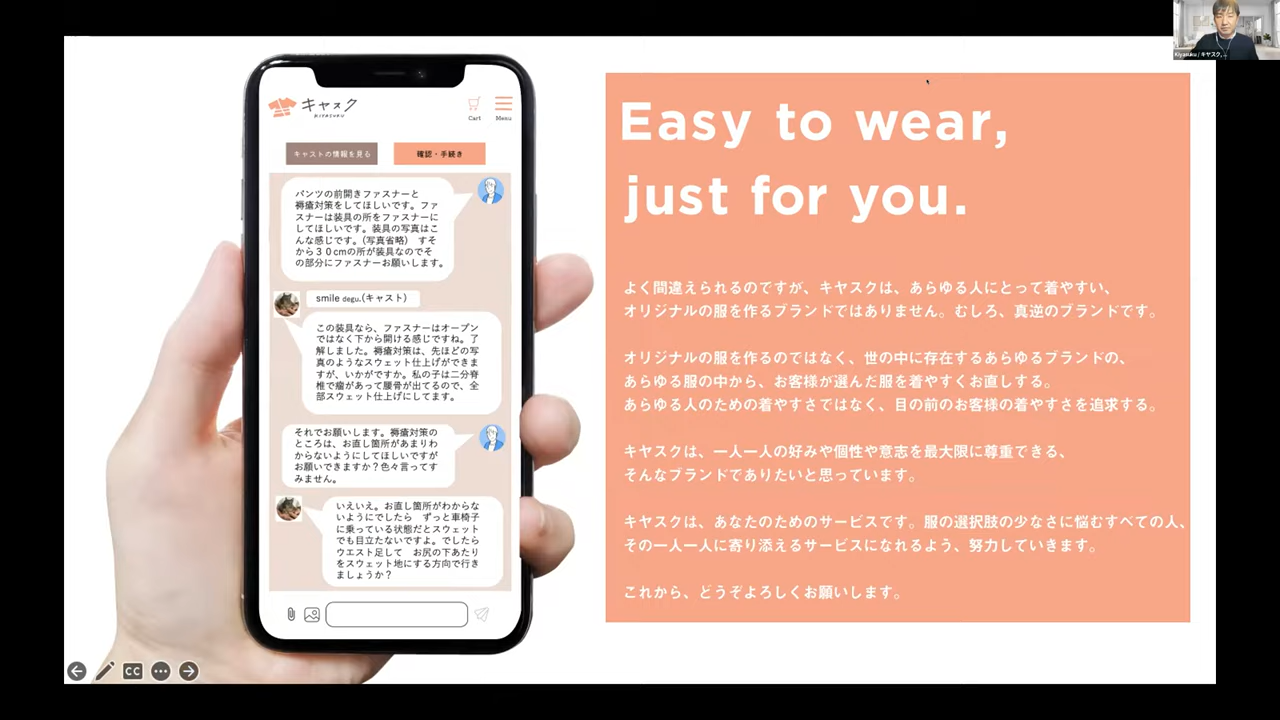 Kiyasuku / キヤスク, ...
キヤスク
KIYASUKU
Cart
Menu
キャストの情報を見る
確認・手続き
パンツの前開きファスナーと
褥瘡対策をしてほしいです。ファ
スナーは装具の所をファスナーに
してほしいです。装具の写真はこ
んな感じです。(写真省略) すそ
から30cmの所が装具なのでそ
の部分にファスナーお願いします。
smile degu.(キャスト)
この装具なら、ファスナーはオープン
ではなく下から開ける感じですね。了
解しました。褥瘡対策は、先ほどの写
真のようなスウェット仕上げができま
すが、いかがですか。私の子は二分脊
椎で瘤があって腰骨が出てるので、全
部スウェット仕上げにしてます。
それでお願いします。褥瘡対策の
ところは、お直し箇所があまりわ
からないようにしてほしいですが
お願いできますか？色々言ってす
みません。
いえいえ。お直し箇所がわからな
いようにでしたら ずっと車椅子
に乗っている状態だとスウェット
でも目立たないですよ。でしたら
ウエスト足して お尻の下あたり
をスウェット地にする方向で行き
ましょうか？
Easy to wear,
just for you.
よく間違えられるのですが、キヤスクは、あらゆる人にとって着やすい、
オリジナルの服を作るブランドではありません。むしろ、真逆のブランドです。
オリジナルの服を作るのではなく、世の中に存在するあらゆるブランドの、
あらゆる服の中から、お客様が選んだ服を着やすくお直しする。
あらゆる人のための着やすさではなく、目の前のお客様の着やすさを追求する。
キヤスクは、一人一人の好みや個性や意志を最大限に尊重できる、
そんなブランドでありたいと思っています。
キヤスクは、あなたのためのサービスです。服の選択肢の少なさに悩むすべての人、
その一人一人に寄り添えるサービスになれるよう、努力していきます。
これから、どうぞよろしくお願いします。
CC